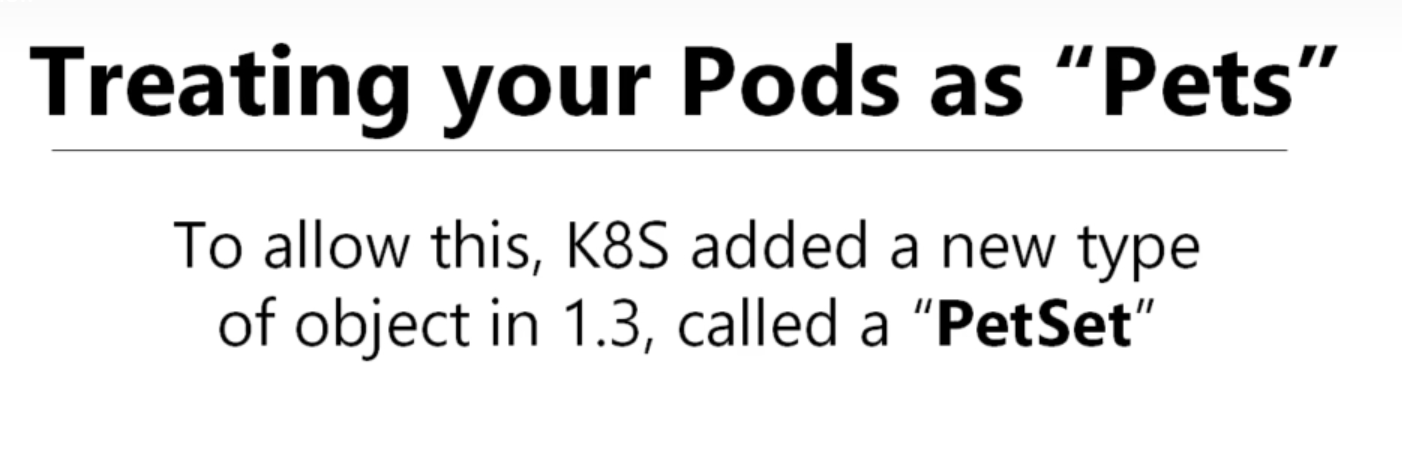 Treating your Pods as “Pets”
To allow this, K8S added a new type
of object in 1.3, called a “PetSet”